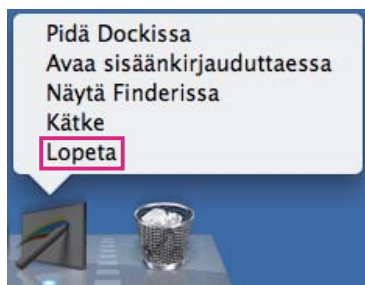 Pidä Dockissa
Avaa sisäänkirjauduttaessa
Näytä Finderissa
Kätke
Lopeta